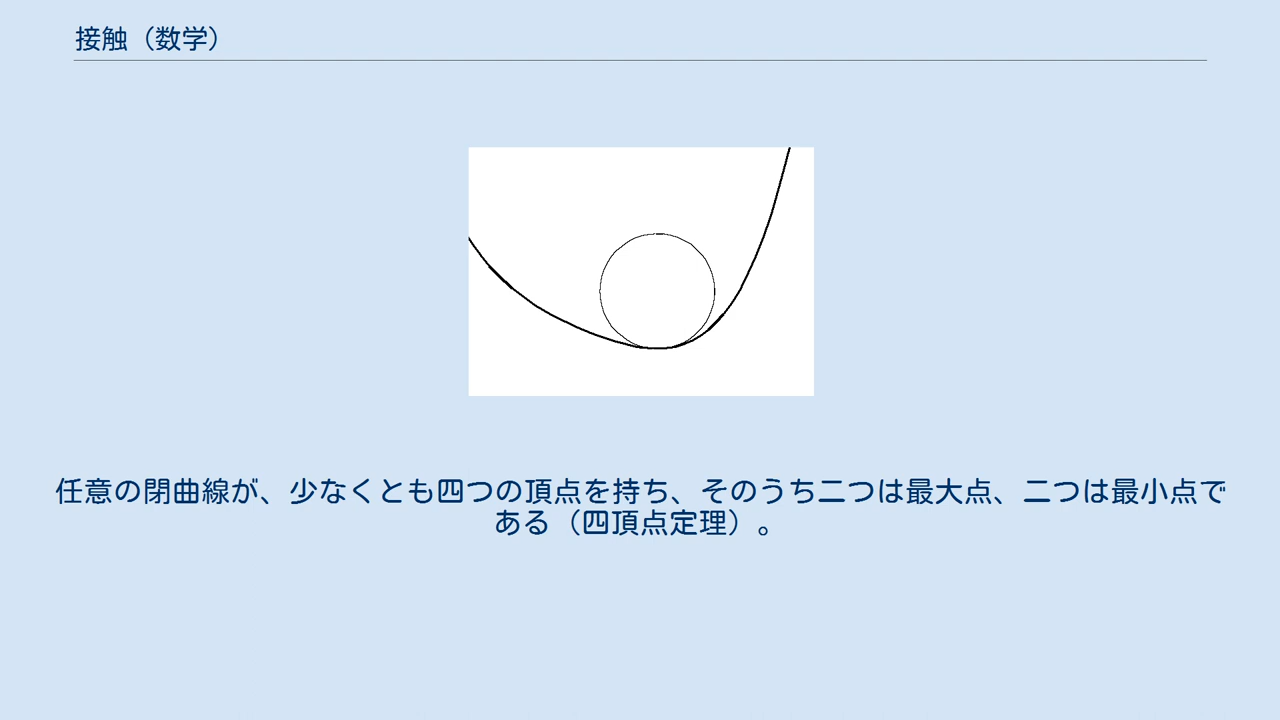 接触（数学）
任意の閉曲線が、少なくとも四つの頂点を持ち、そのうち二つは最大点、二つは最小点で
ある（四頂点定理）。